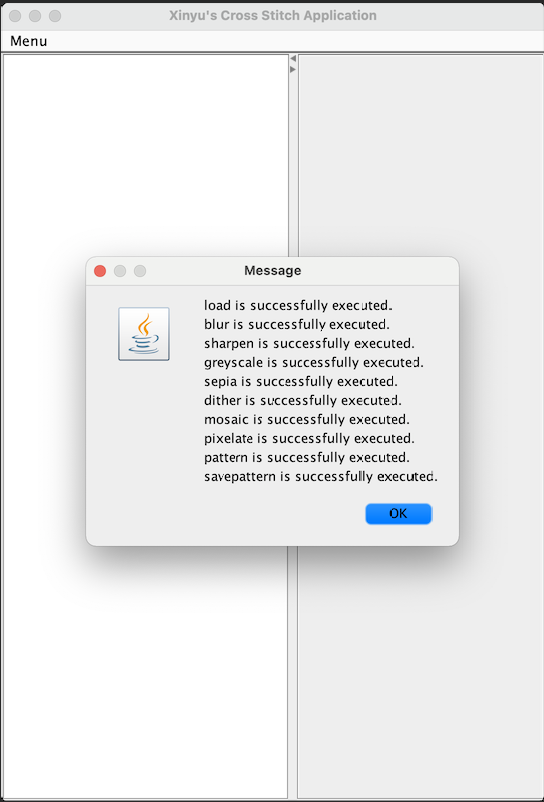 Xinyu's Cross Stitch Application
Menu
Message
load is successfully executed.
blur is successfully executed.
sharpen is successfully executed.
greyscale is successfully executed.
sepia is successfully executed.
dither is successfully executed.
mosaic is successfully executed.
pixelate is successfully executed.
pattern is successfully executed.
savepattern is successfully executed.
OK